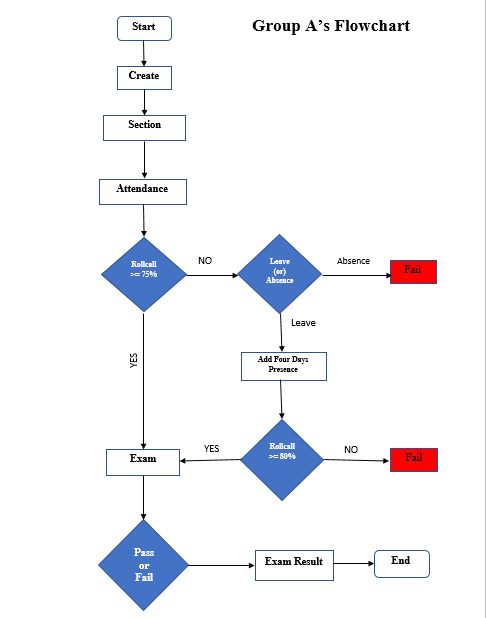 Group A's Flowchart
Start
Create
Section
Attendance
Rollcall
>= 75%
NO
Leave
(or)
Absence
Absence
Fail
Leave
YES
Add Four Days
Presence
Rollcall
>= 80%
YES
NO
Fail
Exam
Pass
or
Fail
Exam Result
End